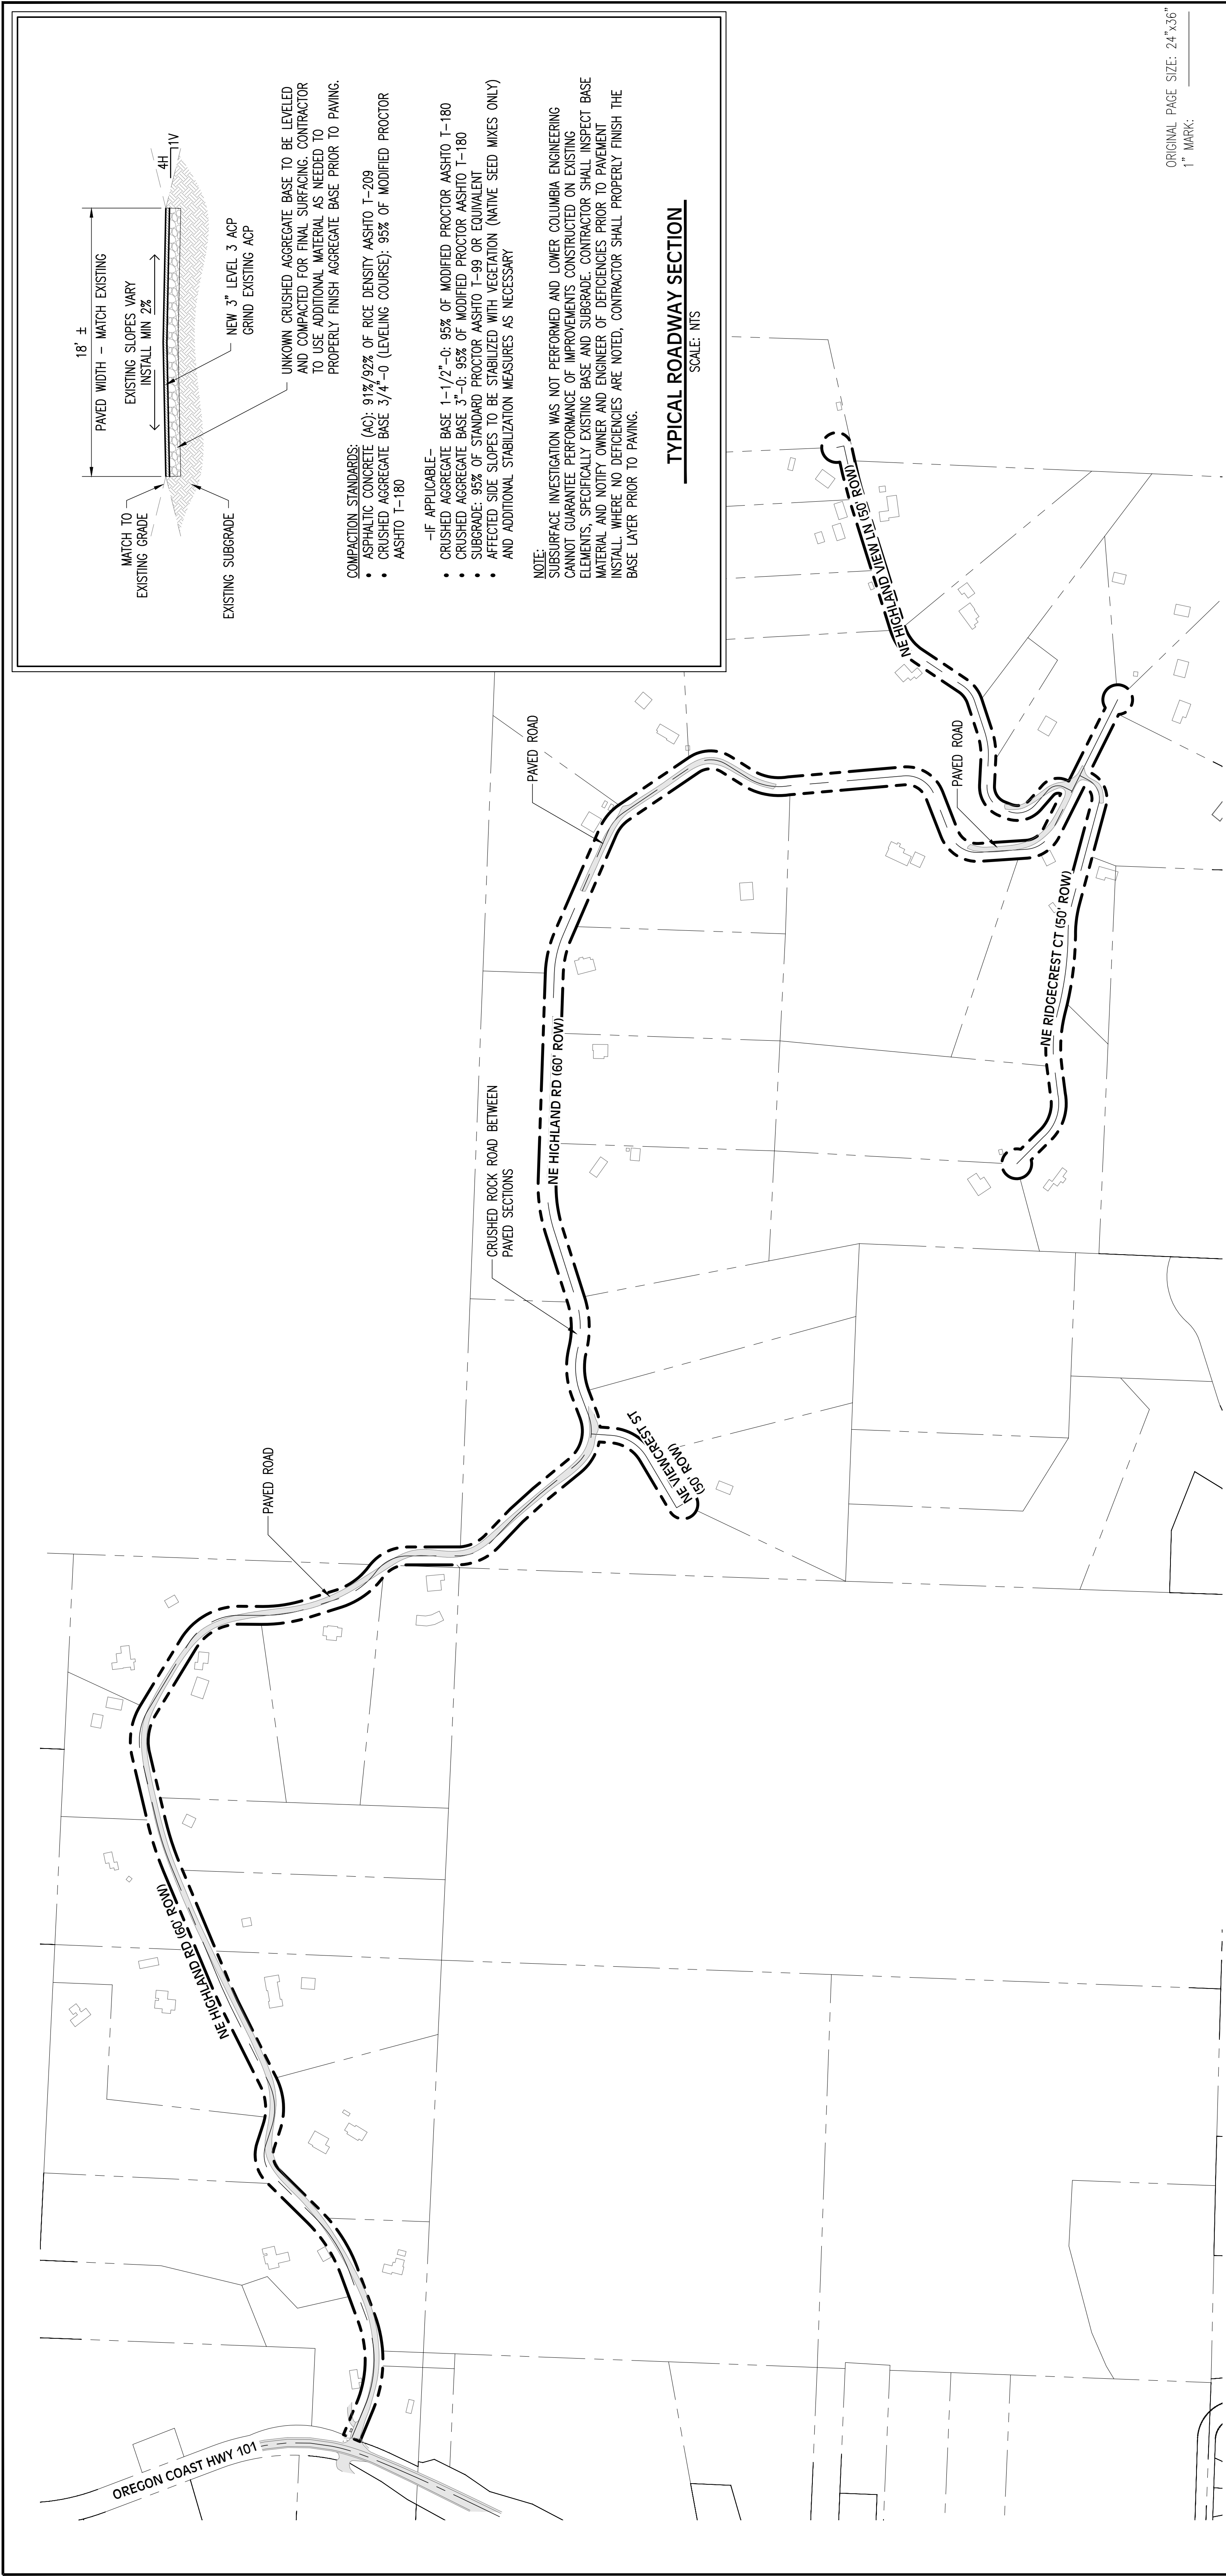 18' ±
PAVED WIDTH – MATCH EXISTING
EXISTING SLOPES VARY
INSTALL MIN 2%
4H
1V
MATCH TO
EXISTING GRADE
EXISTING SUBGRADE
NEW 3" LEVEL 3 ACP
GRIND EXISTING ACP
UNKOWN CRUSHED AGGREGATE BASE TO BE LEVELED
AND COMPACTED FOR FINAL SURFACING. CONTRACTOR
TO USE ADDITIONAL MATERIAL AS NEEDED TO
PROPERLY FINISH AGGREGATE BASE PRIOR TO PAVING.
COMPACTION STANDARDS:
• ASPHALTIC CONCRETE (AC): 91%/92% OF RICE DENSITY AASHTO T–209
• CRUSHED AGGREGATE BASE 3/4"–0 (LEVELING COURSE): 95% OF MODIFIED PROCTOR
AASHTO T–180
–IF APPLICABLE–
• CRUSHED AGGREGATE BASE 1–1/2"–0: 95% OF MODIFIED PROCTOR AASHTO T–180
• CRUSHED AGGREGATE BASE 3"–0: 95% OF MODIFIED PROCTOR AASHTO T–180
• SUBGRADE: 95% OF STANDARD PROCTOR AASHTO T–99 OR EQUIVALENT
• AFFECTED SIDE SLOPES TO BE STABILIZED WITH VEGETATION (NATIVE SEED MIXES ONLY)
AND ADDITIONAL STABILIZATION MEASURES AS NECESSARY
NOTE:
SUBSURFACE INVESTIGATION WAS NOT PERFORMED AND LOWER COLUMBIA ENGINEERING
CANNOT GUARANTEE PERFORMANCE OF IMPROVEMENTS CONSTRUCTED ON EXISTING
ELEMENTS, SPECIFICALLY EXISTING BASE AND SUBGRADE. CONTRACTOR SHALL INSPECT BASE
MATERIAL AND NOTIFY OWNER AND ENGINEER OF DEFICIENCIES PRIOR TO PAVEMENT
INSTALL. WHERE NO DEFICIENCIES ARE NOTED, CONTRACTOR SHALL PROPERLY FINISH THE
BASE LAYER PRIOR TO PAVING.
TYPICAL ROADWAY SECTION
SCALE: NTS
OREGON COAST HWY 101
NE HIGHLAND RD (60' ROW)
PAVED ROAD
NE VIEWCREST ST
(50' ROW)
CRUSHED ROCK ROAD BETWEEN
PAVED SECTIONS
NE HIGHLAND RD (60' ROW)
PAVED ROAD
PAVED ROAD
NE RIDGECREST CT (50' ROW)
NE HIGHLAND VIEW LN (50' ROW)
ORIGINAL PAGE SIZE: 24"x36"
1" MARK: